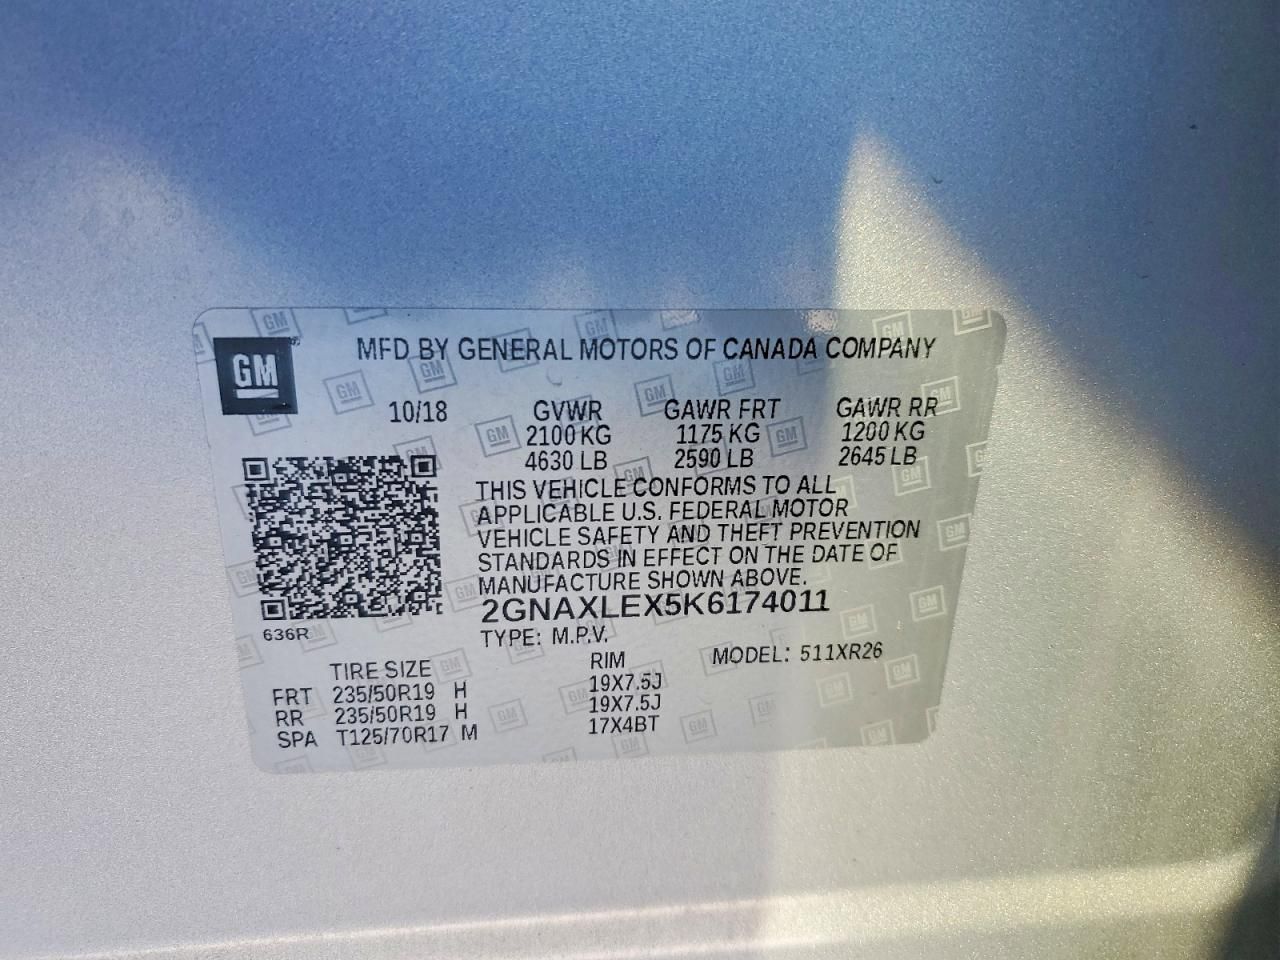 GM
MFD BY GENERAL MOTORS OF CANADA COMPANY
10/18 GVWR GAWR FRT GAWR RR
2100 KG 1175 KG 1200 KG
4630 LB 2590 LB 2645 LB
THIS VEHICLE CONFORMS TO ALL
APPLICABLE U.S. FEDERAL MOTOR
VEHICLE SAFETY AND THEFT PREVENTION
STANDARDS IN EFFECT ON THE DATE OF
MANUFACTURE SHOWN ABOVE.
2GNAXLEX5K6174011
636R
TYPE: M.P.V.
MODEL: 511XR26
TIRE SIZE RIM
FRT 235/50R19 H 19X7.5J
RR 235/50R19 H 19X7.5J
SPA T125/70R17 M 17X4BT